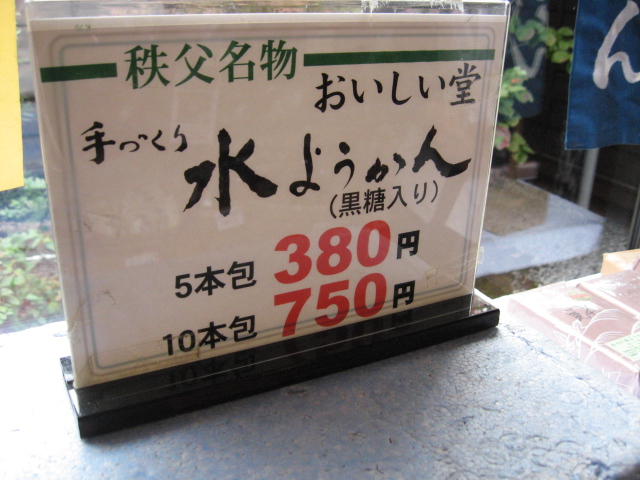 秩父名物
おいしい堂
手づくり
水ようかん
(黒糖入り)
5本包 380円
10本包 750円
ん